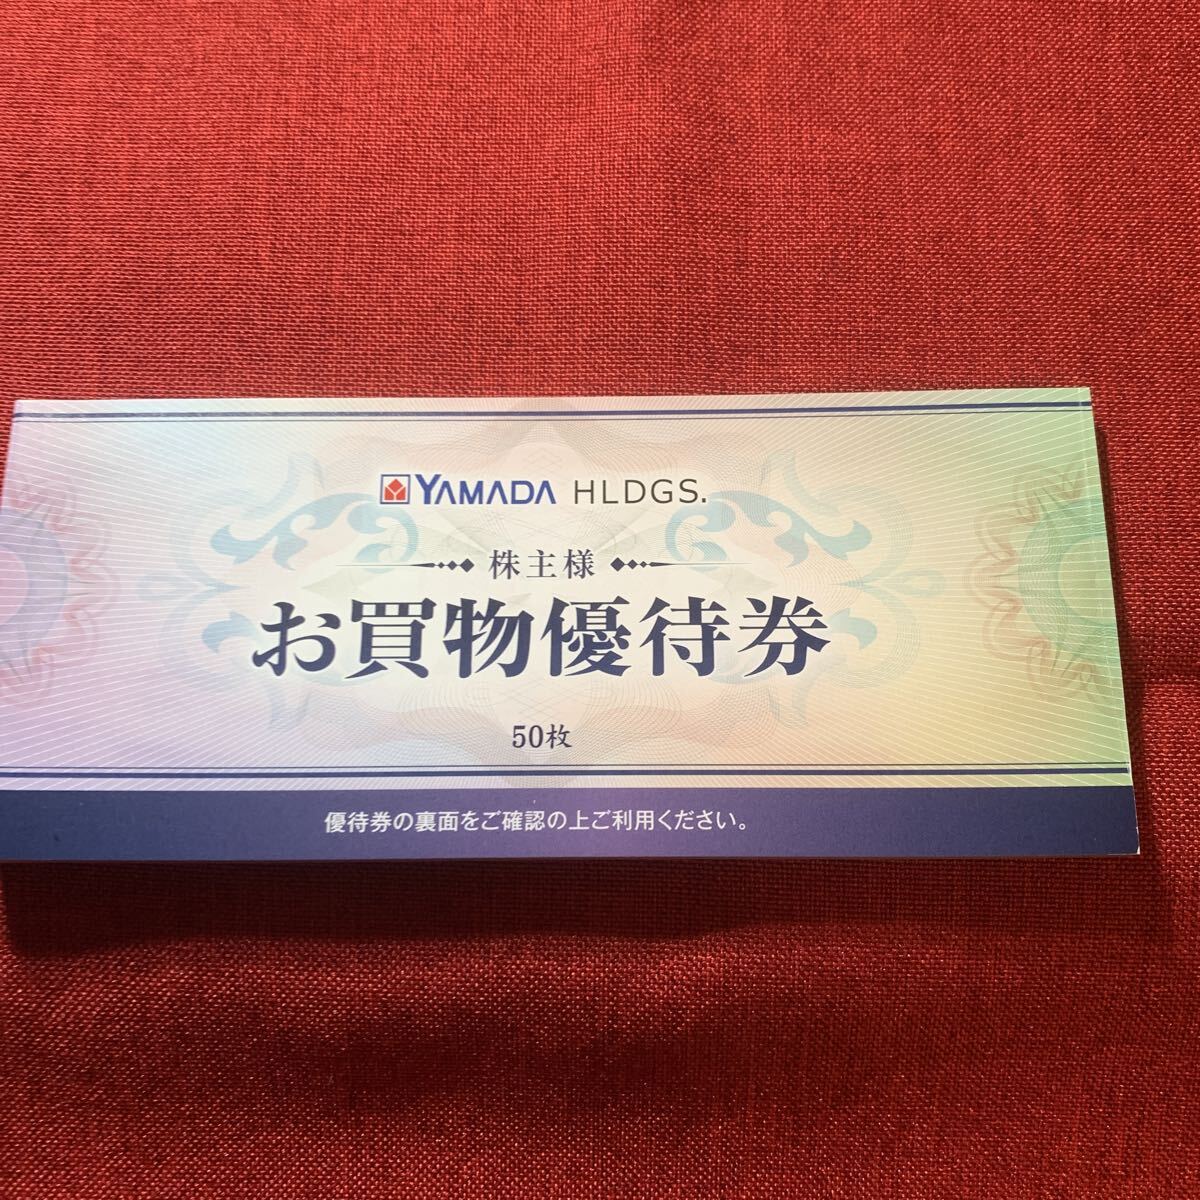 YAMADA HLDGS.
株主様
お買物優待券
50枚
優待券の裏面をご確認の上ご利用ください。